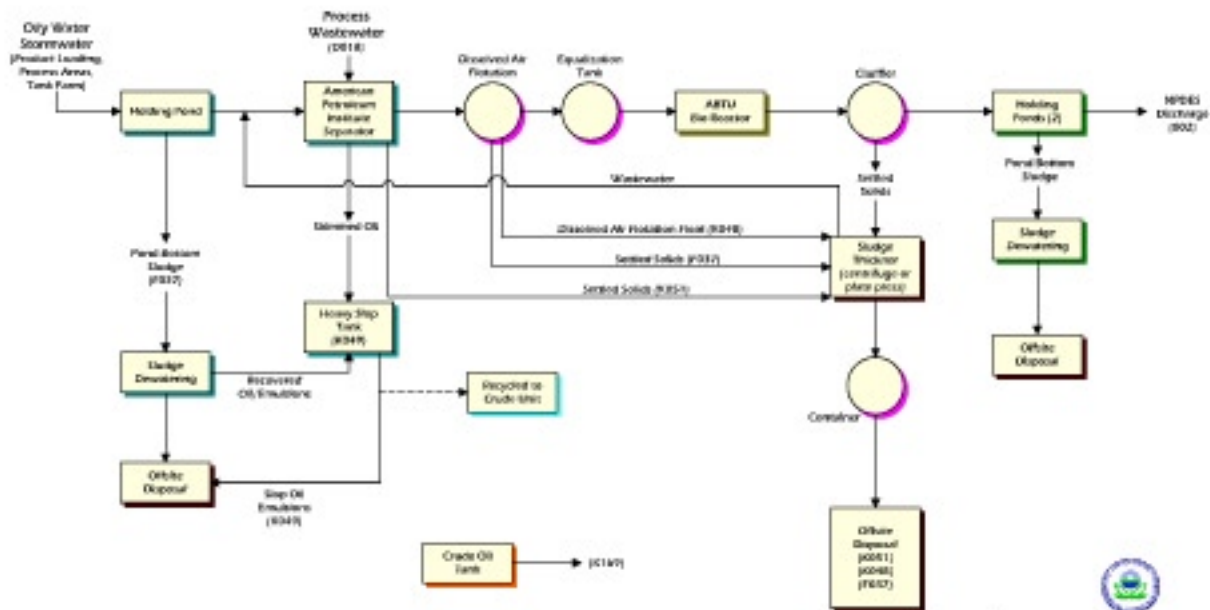 Oily Water
Stormwater
(Product Loading,
Process Areas,
Tank Farm)
Process
Wastewater
(D018)
Dissolved Air
Flotation
Equalization
Tank
Clarifier
NPDES
Discharge
(002)
Holding Pond
American
Petroleum
Institute
Separator
ABTU
Bio-Reactor
Holding
Ponds (2)
Wastewater
Settled
Solids
Pond Bottom
Sludge
Skimmed Oil
Dissolved Air Flotation Float (K048)
Settled Solids (F037)
Settled Solids (K051)
Sludge
Thickener
(centrifuge or
plate press)
Sludge
Dewatering
Pond Bottom
Sludge
(F037)
Heavy Slop
Tank
(K049)
Offsite
Disposal
Sludge
Dewatering
Recovered
Oil/Emulsions
Recycled to
Crude Unit
Container
Offsite
Disposal
Slop Oil
Emulsions
(K049)
Offsite
Disposal
(K051)
(K048)
(F037)
Crude Oil
Tank
(K169)